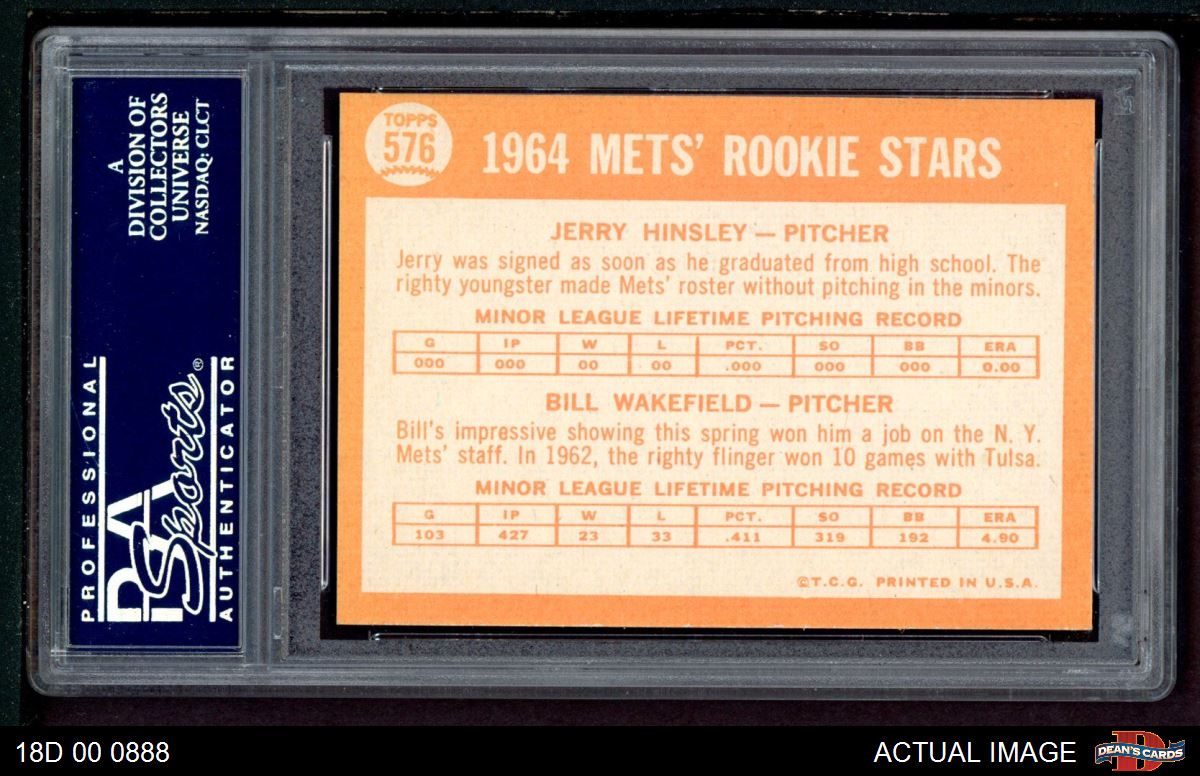 A
DIVISION OF
COLLECTORS
UNIVERSE
NASDAQ: CLCT
PROFESSIONAL
PSA
Sports®
AUTHENTICATOR
TOPPS
576
1964 METS' ROOKIE STARS
JERRY HINSLEY — PITCHER
Jerry was signed as soon as he graduated from high school. The
righty youngster made Mets' roster without pitching in the minors.
MINOR LEAGUE LIFETIME PITCHING RECORD
G IP W L PCT. SO BB ERA
000 000 00 00 .000 000 000 0.00
BILL WAKEFIELD — PITCHER
Bill's impressive showing this spring won him a job on the N. Y.
Mets' staff. In 1962, the righty flinger won 10 games with Tulsa.
MINOR LEAGUE LIFETIME PITCHING RECORD
G IP W L PCT. SO BB ERA
103 427 23 33 .411 319 192 4.90
©T.C.G. PRINTED IN U.S.A.
18D 00 0888
ACTUAL IMAGE
DEAN'S CARDS